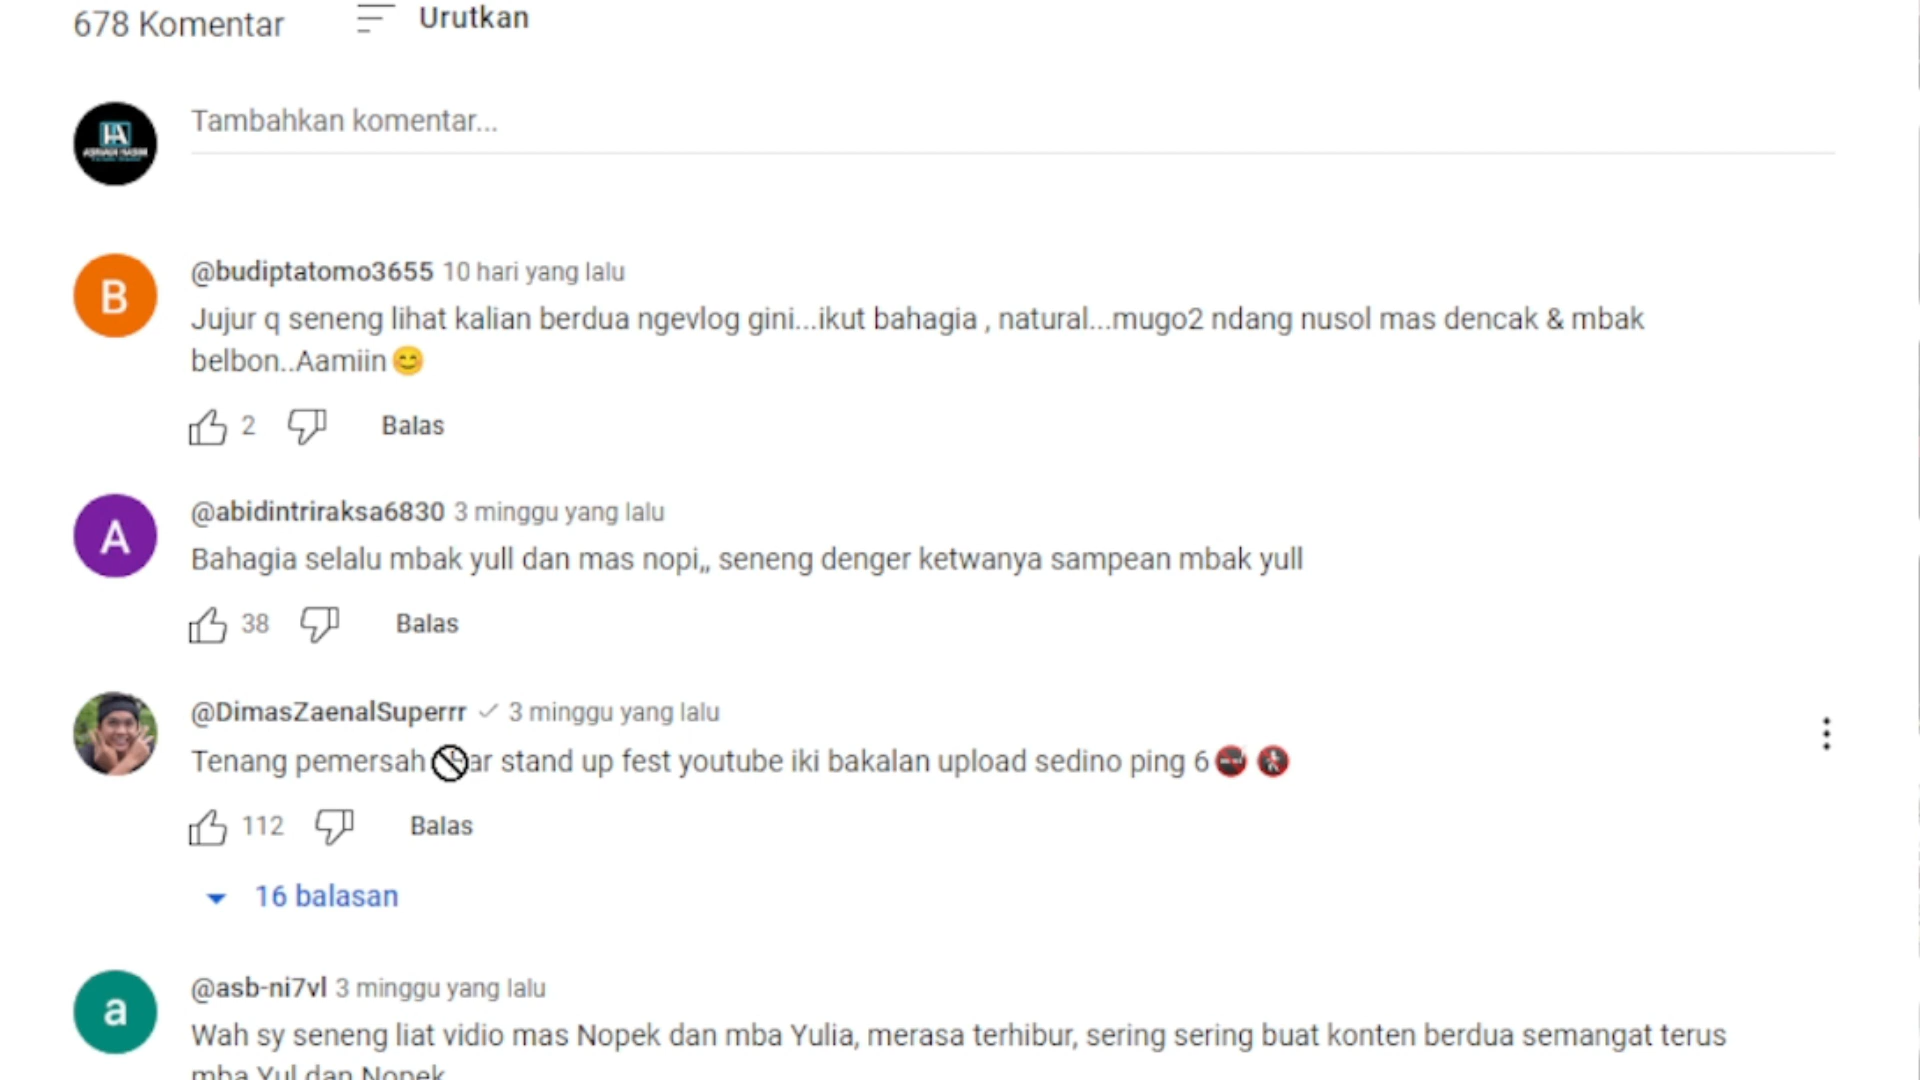 678 Komentar
Urutkan
Tambahkan komentar...
@budiptatomo3655 10 hari yang lalu
Jujur q seneng lihat kalian berdua ngevlog gini...ikut bahagia , natural...mugo2 ndang nusol mas dencak & mbak
belbon..Aamiin😊
2 Balas
@abidintriraksa6830 3 minggu yang lalu
Bahagia selalu mbak yull dan mas nopi,, seneng denger ketwanya sampean mbak yull
38 Balas
@DimasZaenalSuperrr 3 minggu yang lalu
Tenang pemersah stand up fest youtube iki bakalan upload sedino ping 6🚭🚷
112 Balas
16 balasan
@asb-ni7vl 3 minggu yang lalu
Wah sy seneng liat vidio mas Nopek dan mba Yulia, merasa terhibur, sering sering buat konten berdua semangat terus
mba Yul dan Nopek